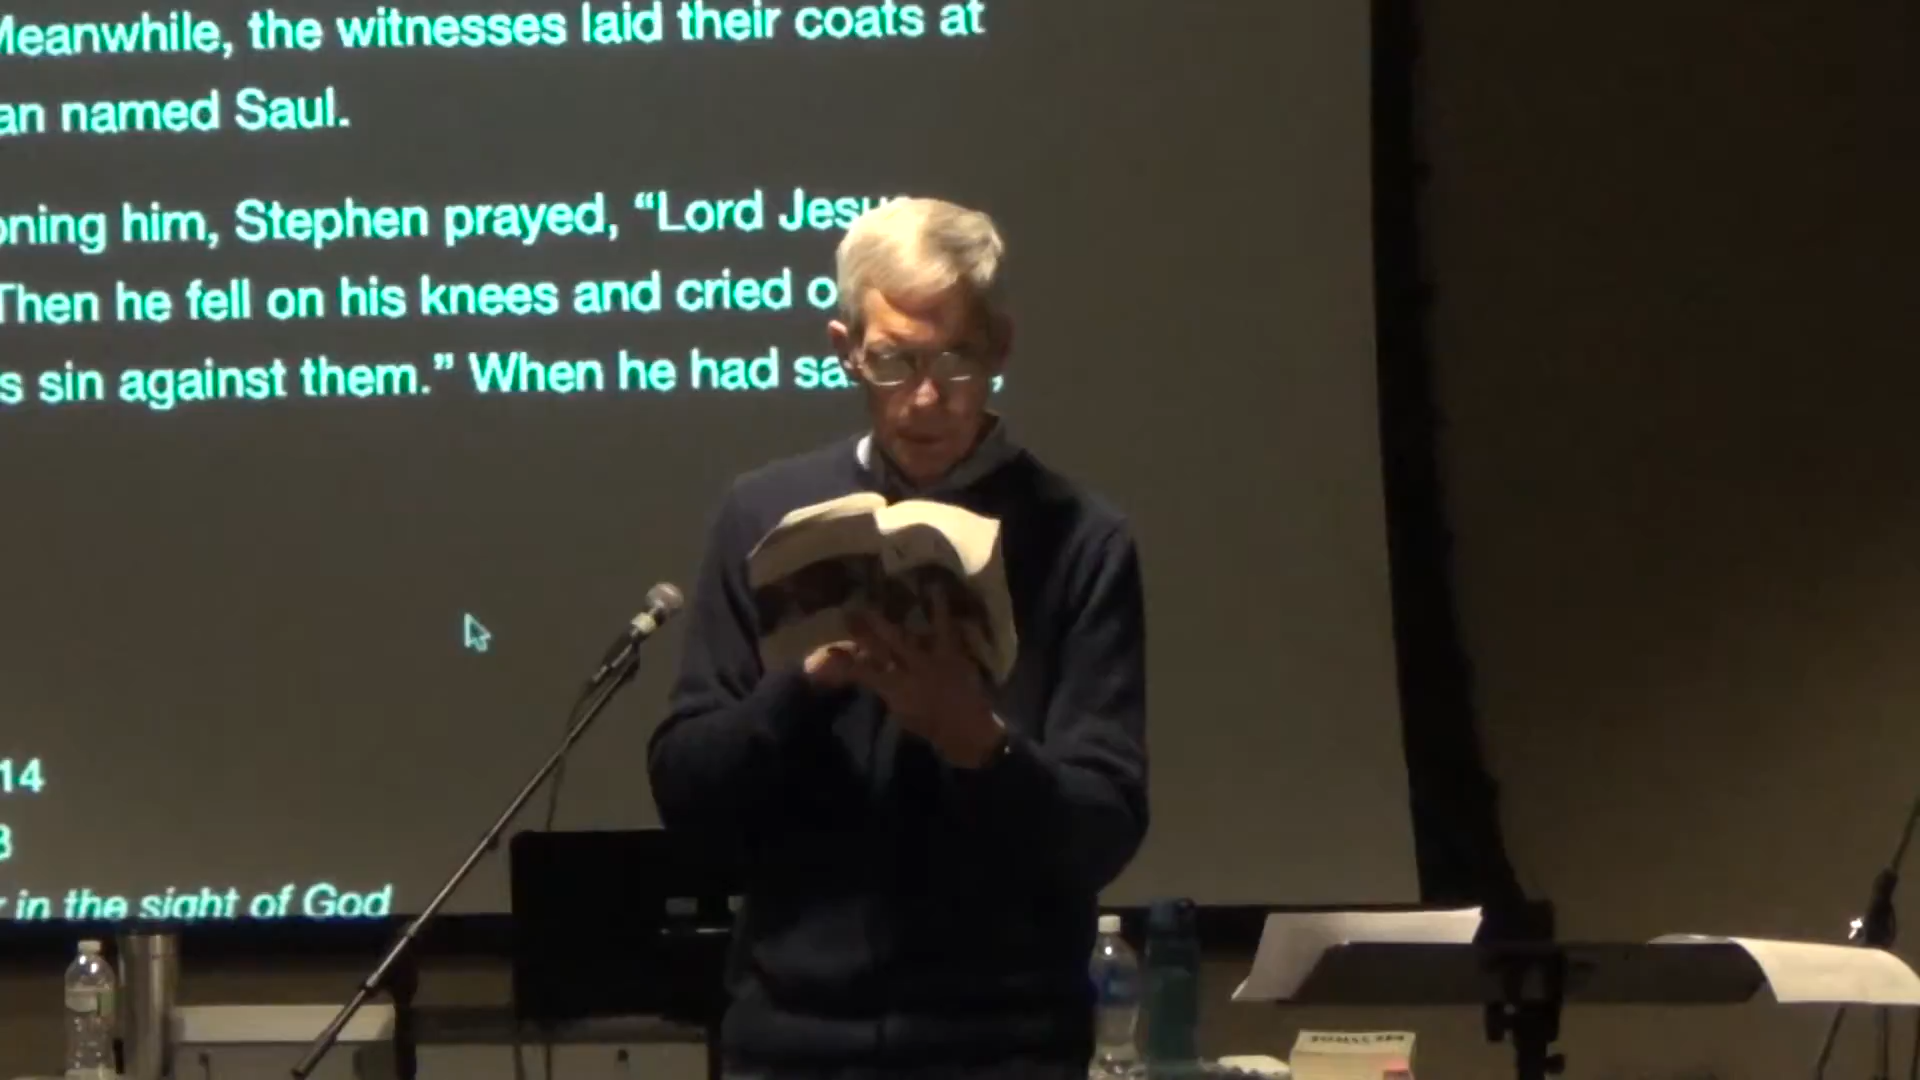 Meanwhile, the witnesses laid their coats at
an named Saul.
oning him, Stephen prayed, “Lord Jesu
Then he fell on his knees and cried o
s sin against them.” When he had sa ,
14
3
r in the sight of God